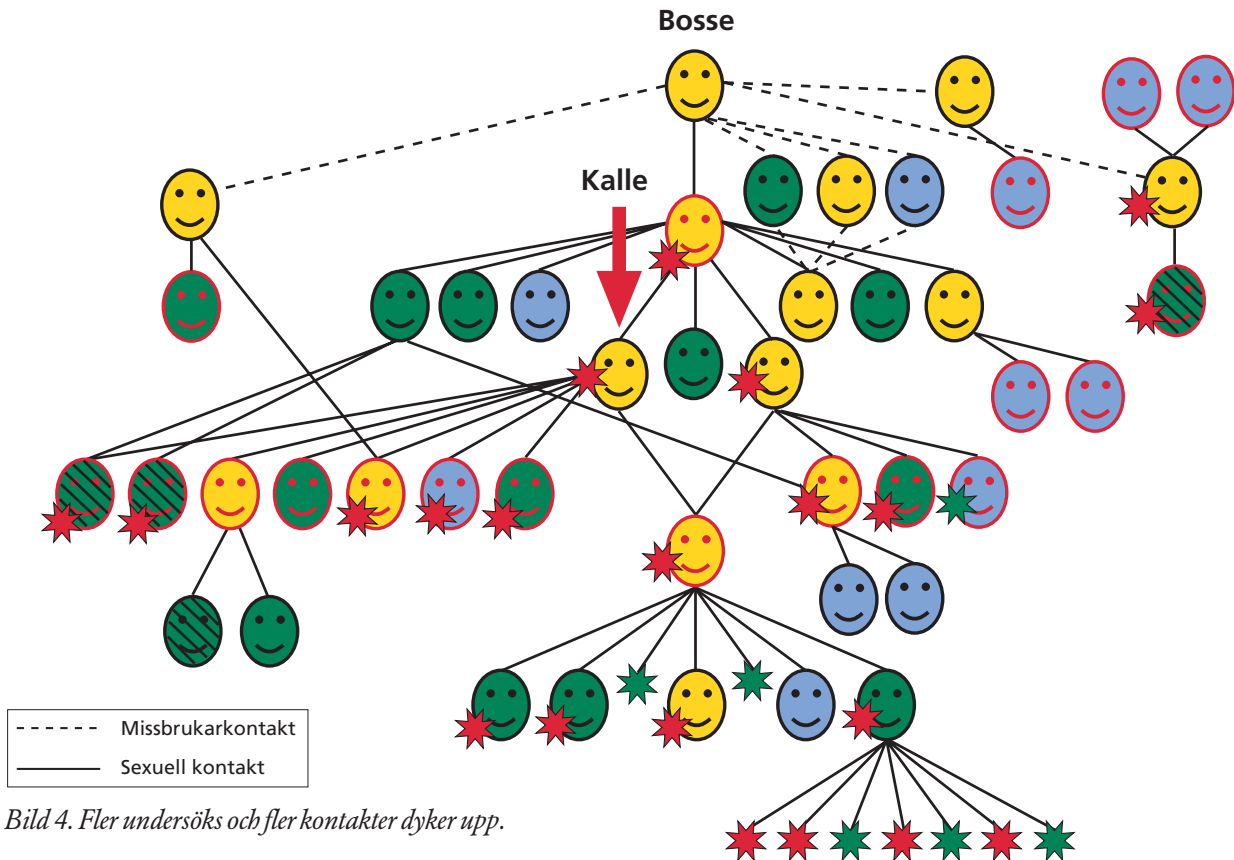 Bosse
Kalle
Missbrukarkontakt
Sexuell kontakt
Bild 4. Fler undersöks och fler kontakter dyker upp.